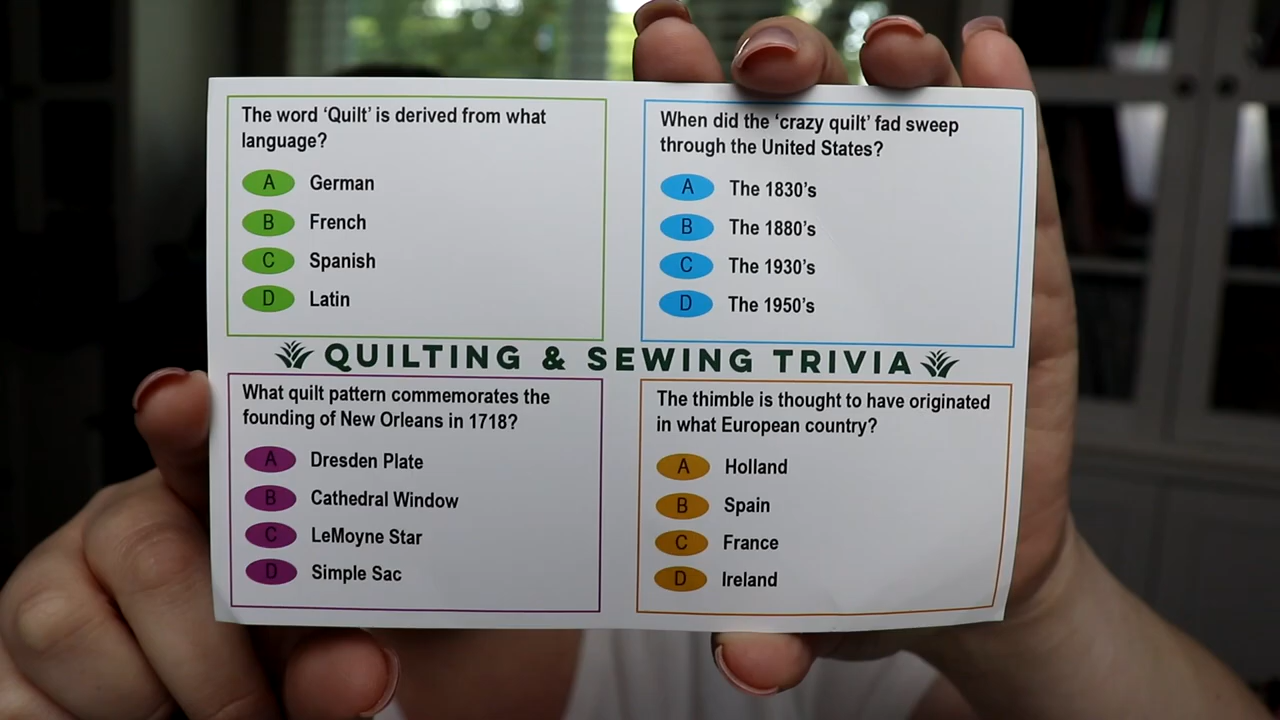 The word ‘Quilt’ is derived from what
language?
A German
B French
C Spanish
D Latin
When did the ‘crazy quilt’ fad sweep
through the United States?
A The 1830’s
B The 1880’s
C The 1930’s
D The 1950’s
QUILTING & SEWING TRIVIA
What quilt pattern commemorates the
founding of New Orleans in 1718?
A Dresden Plate
B Cathedral Window
C LeMoyne Star
D Simple Sac
The thimble is thought to have originated
in what European country?
A Holland
B Spain
C France
D Ireland